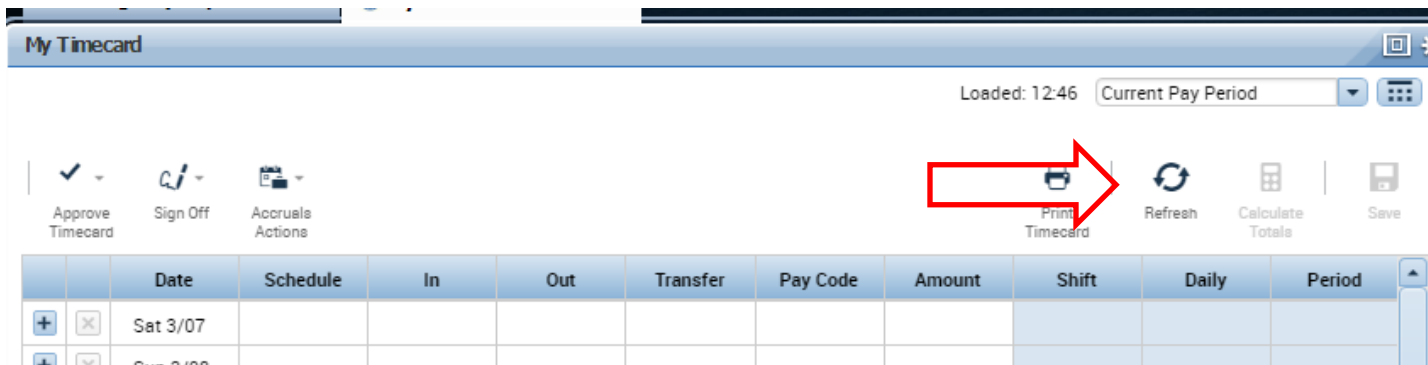 My Timecard
Loaded: 12:46 Current Pay Period
Approve Timecard
Sign Off
Accruals Actions
Print Timecard
Refresh
Calculate Totals
Save
Date Schedule In Out Transfer Pay Code Amount Shift Daily Period
Sat 3/07